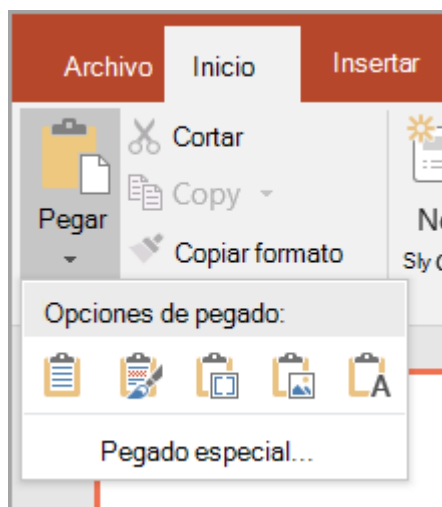 Archivo Inicio Insertar
Cortar
Copy
Pegar
Copiar formato
Opciones de pegado:
Pegado especial...